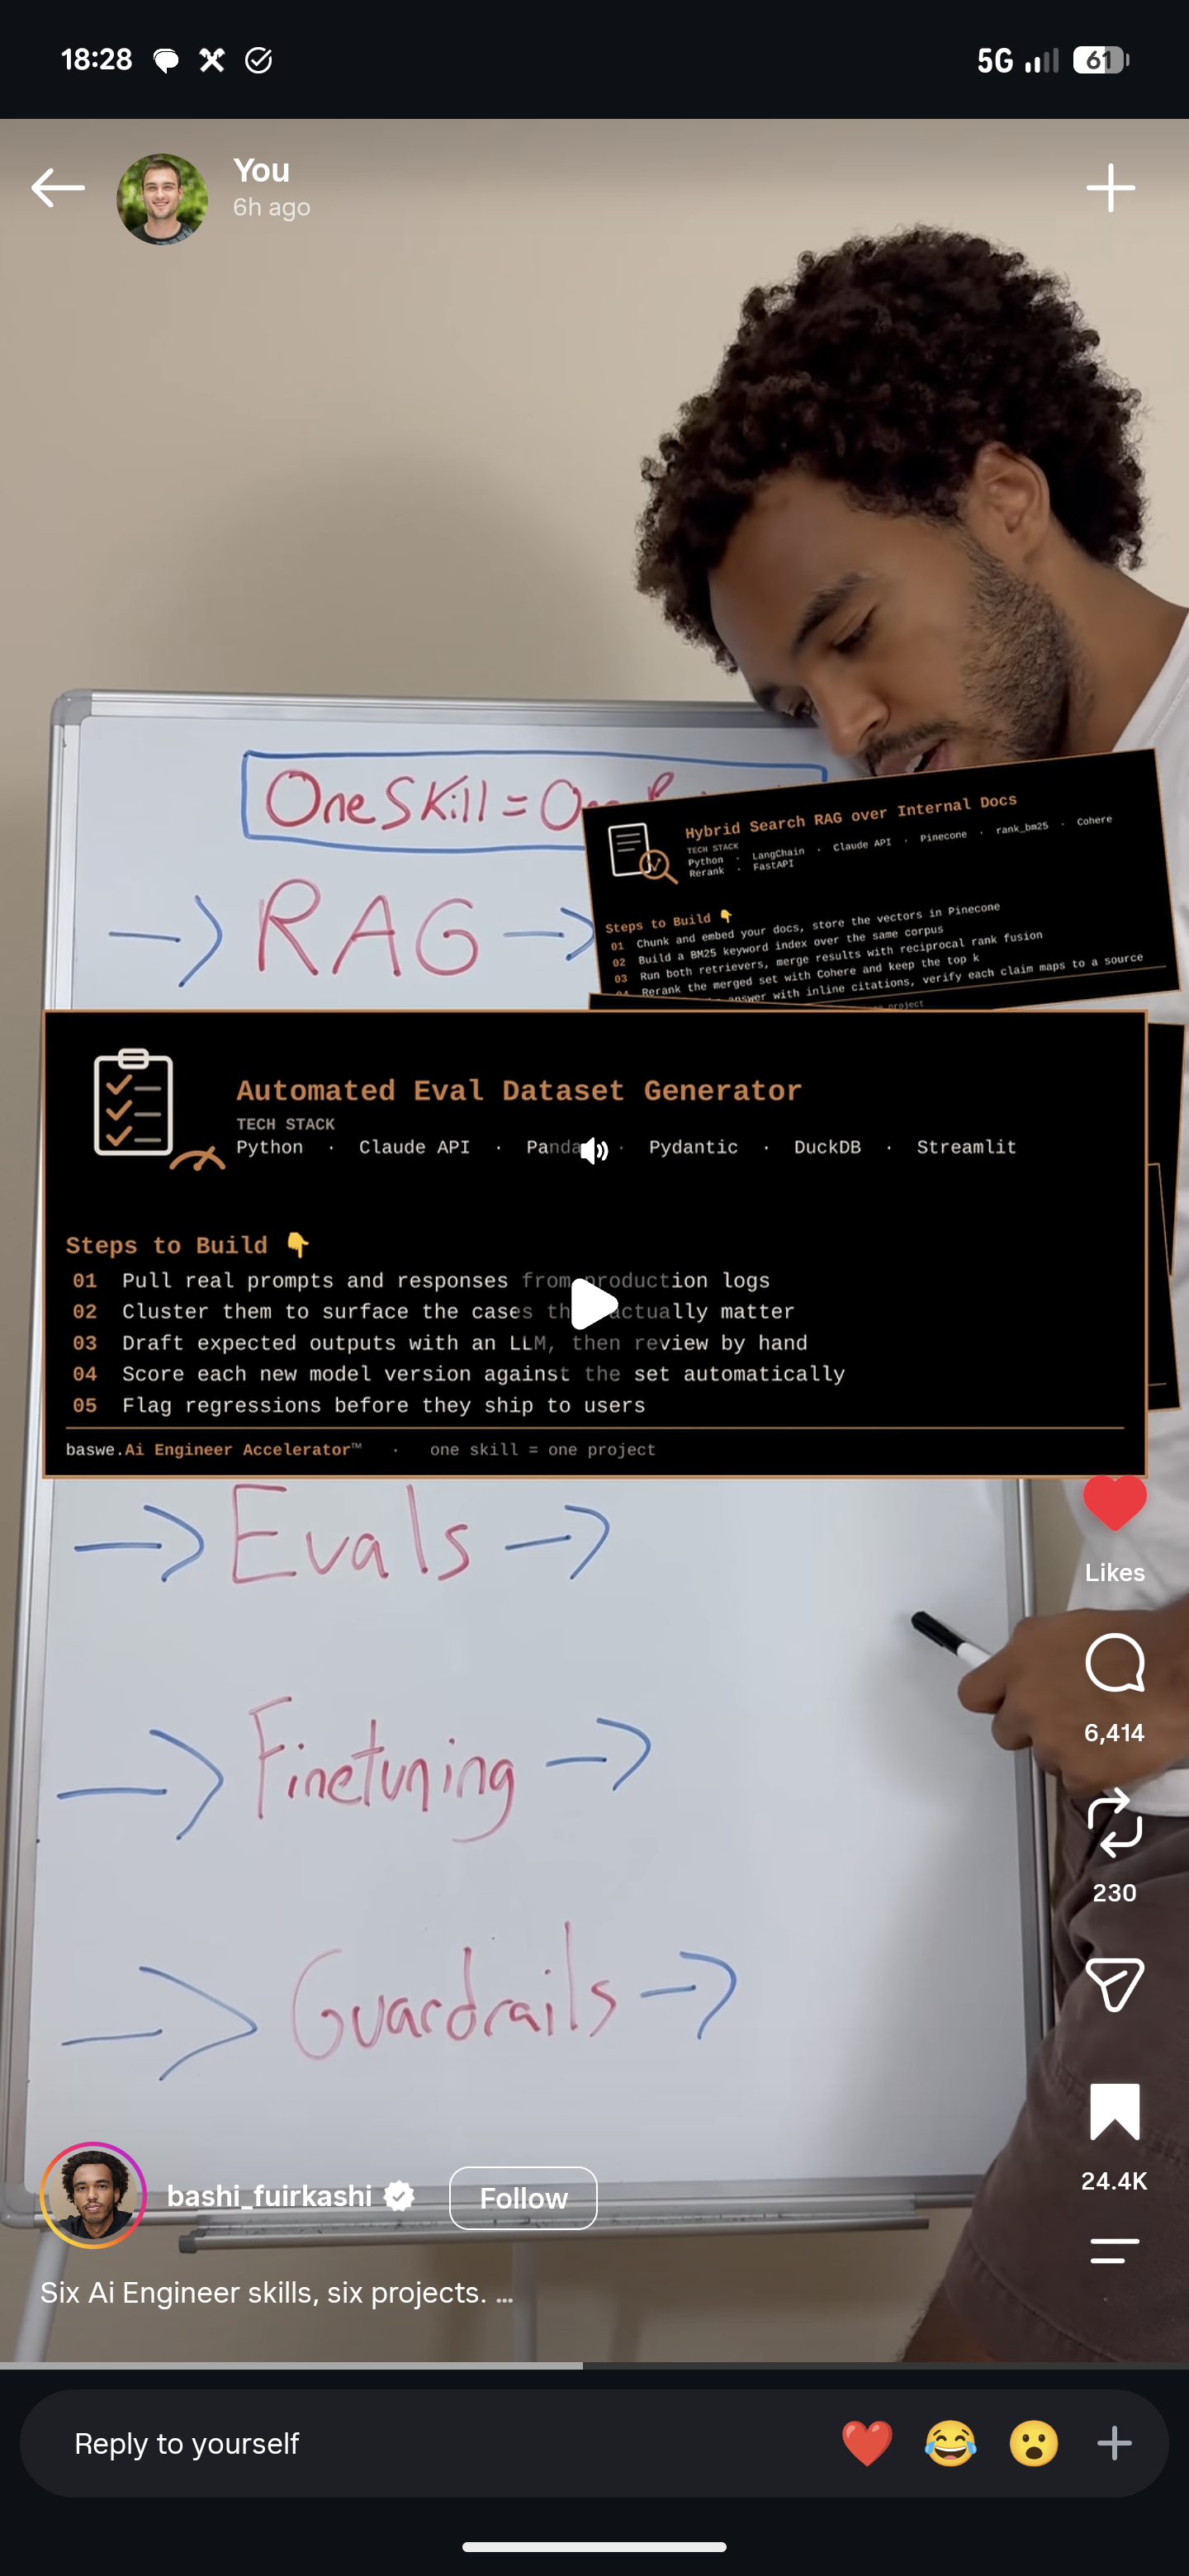 18:28
5G
61
You
6h ago
One Skill = One
RAG
Hybrid Search RAG over Internal Docs
TECH STACK
Python · LangChain · Claude API · Pinecone · rank_bm25 · Cohere
Rerank · FastAPI
Steps to Build 👇
01 Chunk and embed your docs, store the vectors in Pinecone
02 Build a BM25 keyword index over the same corpus
03 Run both retrievers, merge results with reciprocal rank fusion
Rerank the merged set with Cohere and keep the top k
answer with inline citations, verify each claim maps to a source
project
Automated Eval Dataset Generator
TECH STACK
Python · Claude API · Pandas · Pydantic · DuckDB · Streamlit
Steps to Build 👇
01 Pull real prompts and responses from production logs
02 Cluster them to surface the cases that actually matter
03 Draft expected outputs with an LLM, then review by hand
04 Score each new model version against the set automatically
05 Flag regressions before they ship to users
baswe.Ai Engineer Accelerator™ · one skill = one project
Evals
Likes
Finetuning
6,414
230
Guardrails
24.4K
bashi_fuirkashi
Follow
Six Ai Engineer skills, six projects. ...
Reply to yourself